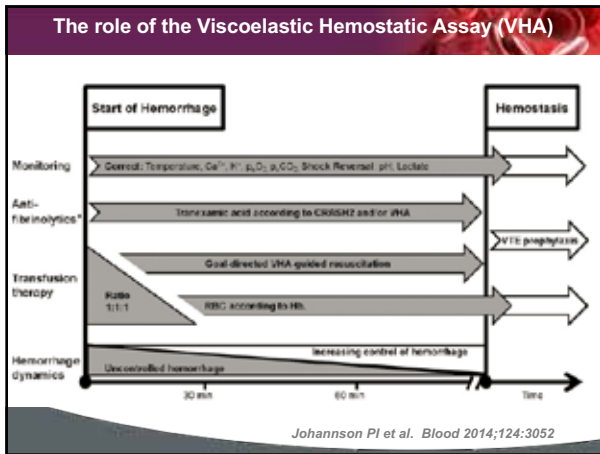 The role of the Viscoelastic Hemostatic Assay (VHA)
Start of Hemorrhage
Hemostasis
Monitoring
Correct: Temperature, Ca²⁺, K⁺, pₐO₂ pₐCO₂ Shock Reversal: pH, Lactate
Anti-
fibrinolytics*
Tranexamic acid according to CRASH2 and/or VHA
VTE prophylaxis
Goal-directed VHA guided resuscitation
Transfusion
therapy
Ratio
1:1:1
RBC according to Hb.
Increasing control of hemorrhage
Hemorrhage
dynamics
Uncontrolled hemorrhage
30 min
60 min
Time
Johannson PI et al. Blood 2014;124:3052